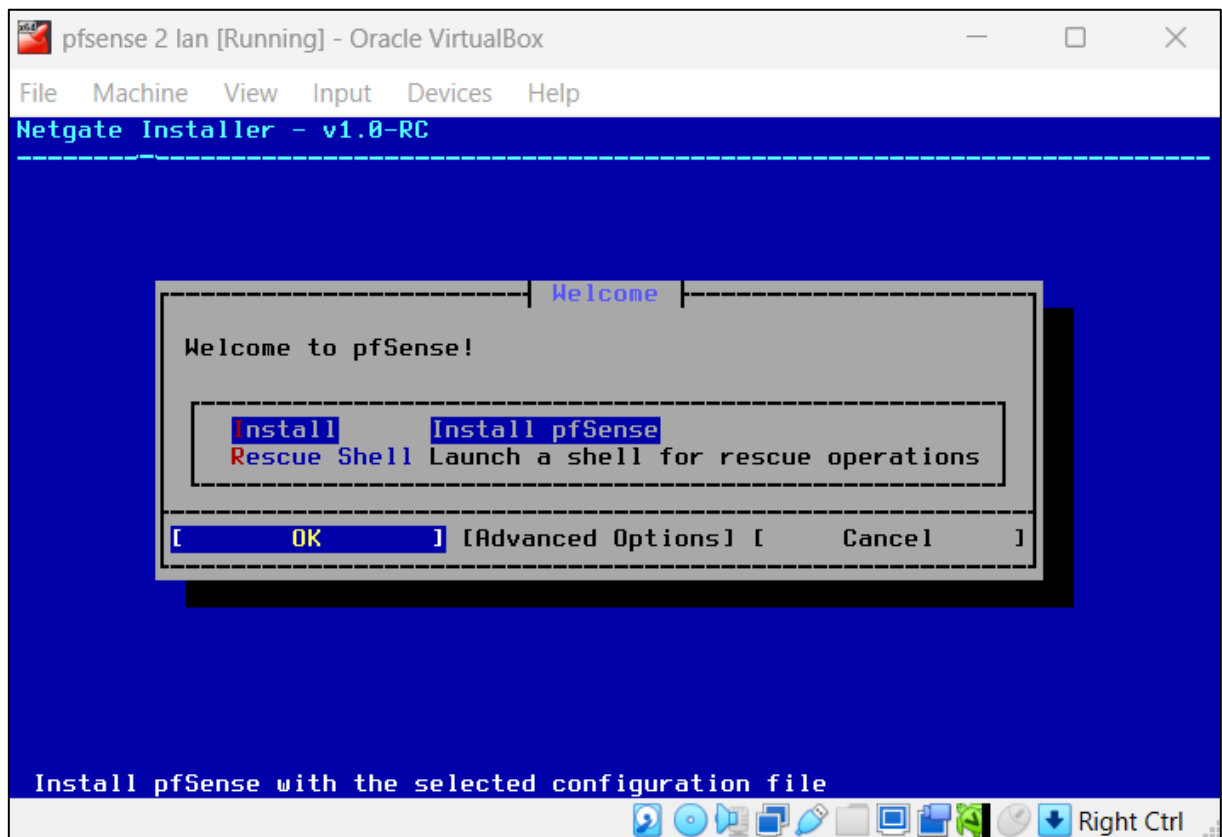 pfsense 2 lan [Running] - Oracle VirtualBox
File Machine View Input Devices Help
Netgate Installer - v1.0-RC
Welcome
Welcome to pfSense!
Install Install pfSense
Rescue Shell Launch a shell for rescue operations
[ OK ] [Advanced Options] [ Cancel ]
Install pfSense with the selected configuration file
Right Ctrl